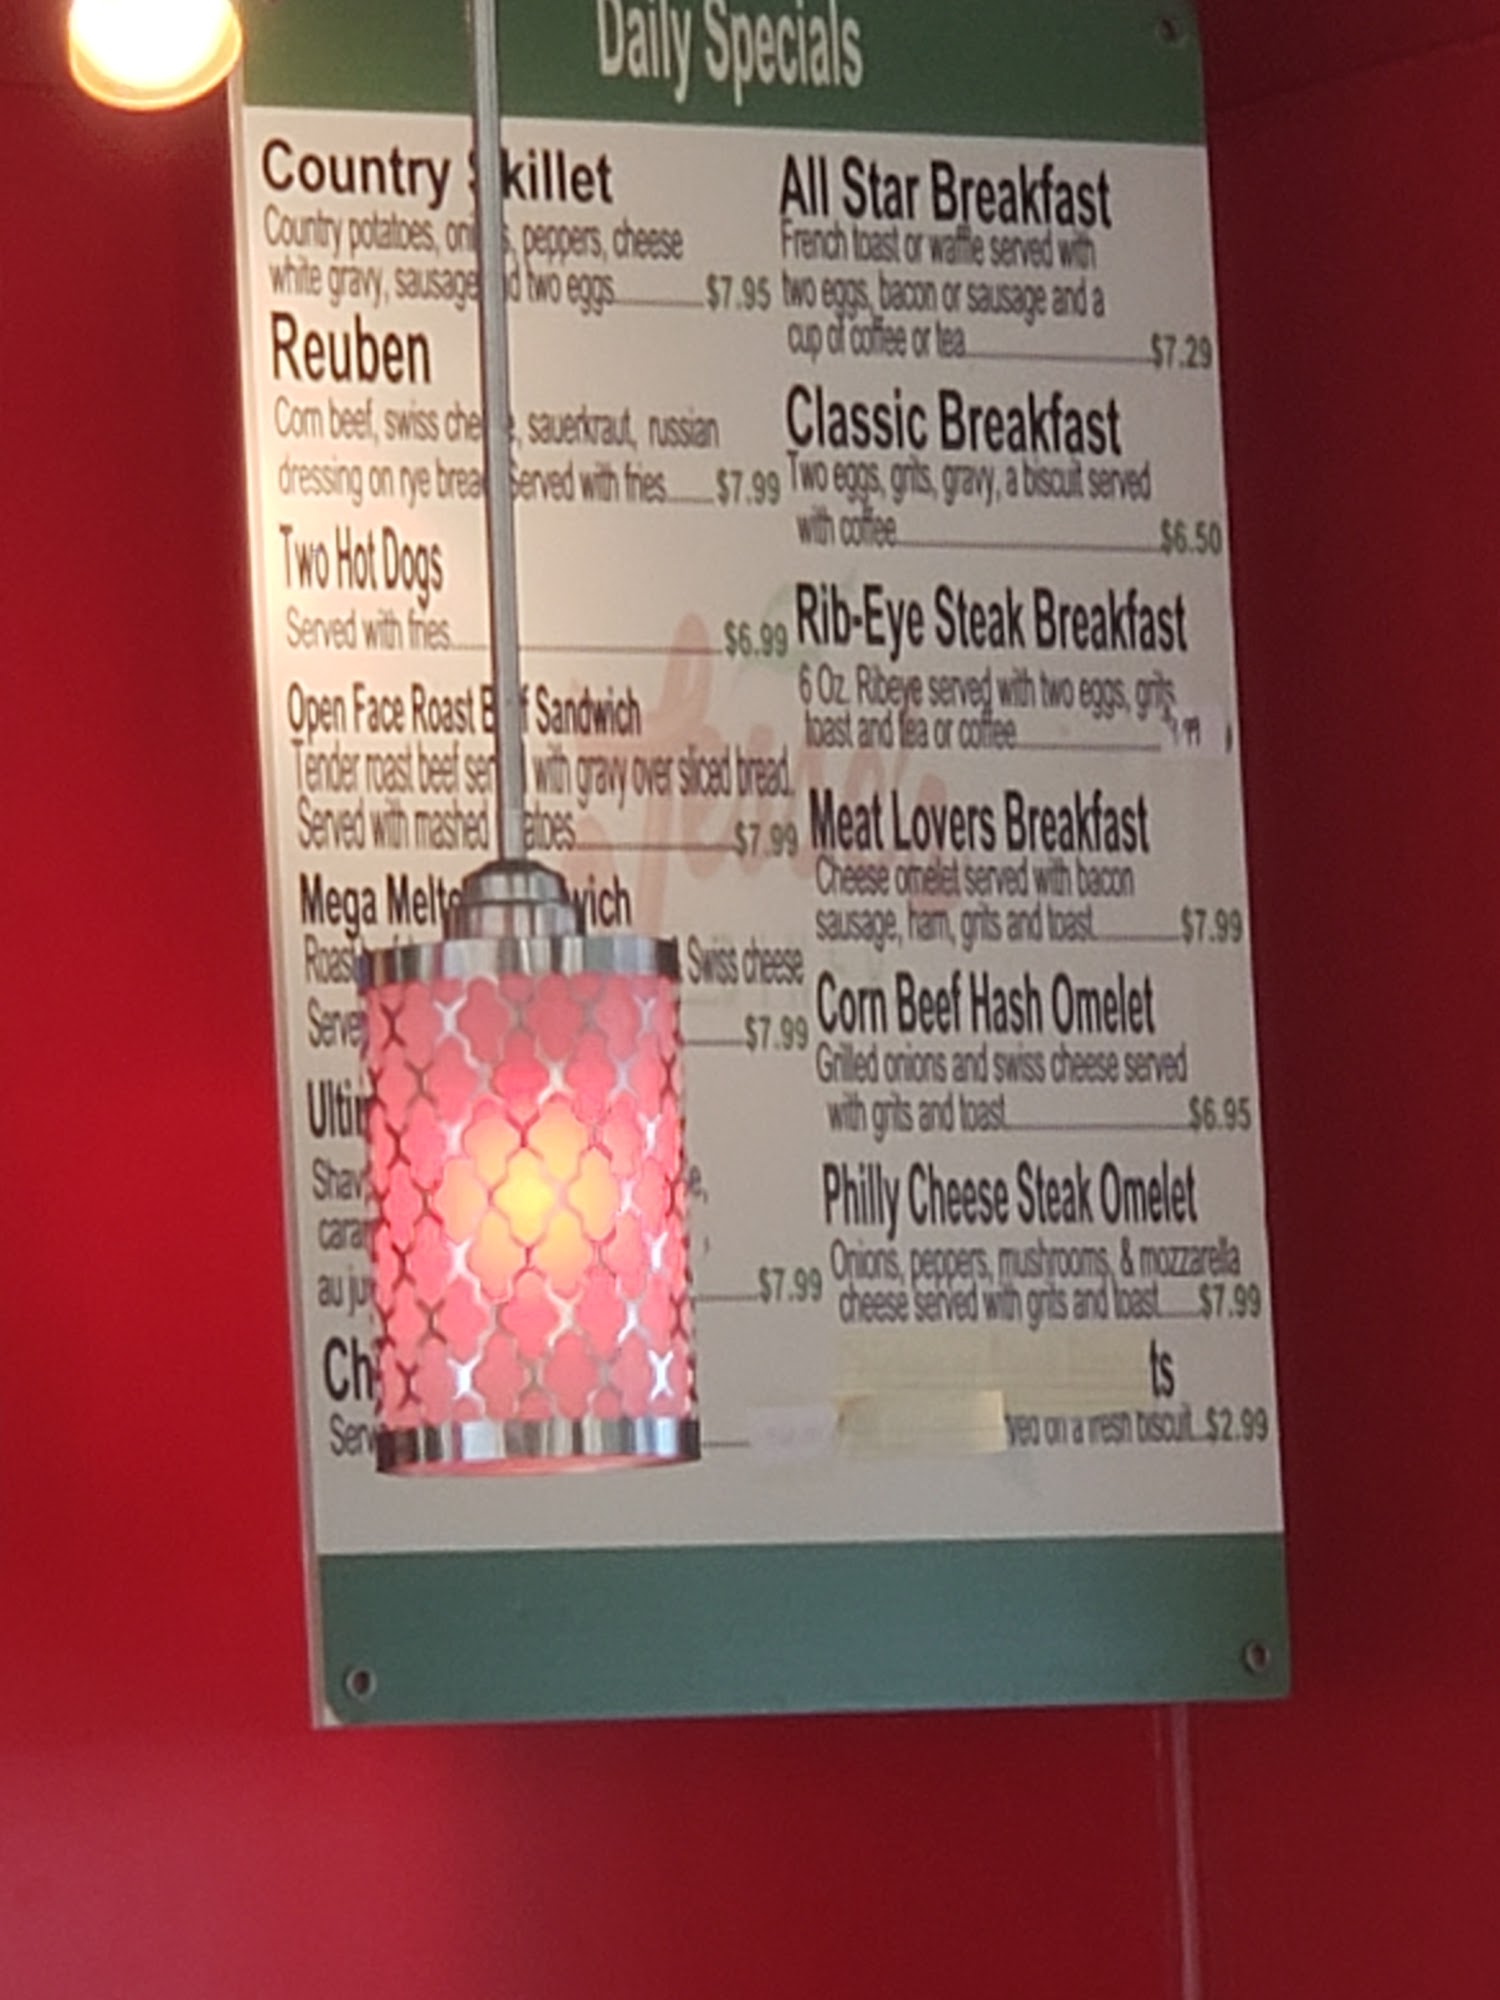 Daily Specials
Country killet
Country potatoes, peppers, cheese
white gravy, sausage two eggs $7.95
Reuben
Corn beef, swiss sauerkraut, russian
dressing on rye Served with fries $7.99
Two Hot Dogs
Served with fries $6.99
Open Face Roast Sandwich
Tender roast beef with gravy over sliced bread.
Served with mashed $7.99
Mega
Swiss cheese
$7.99
$7.99
All Star Breakfast
French toast or waffle served with
two eggs, bacon or sausage and a
cup of coffee or tea $7.29
Classic Breakfast
Two eggs, grits, gravy, a biscuit served
with coffee $6.50
Rib-Eye Steak Breakfast
6 Oz. Ribeye served with two eggs, grits,
toast and tea or coffee
Meat Lovers Breakfast
Cheese omelet served with bacon
sausage, ham, grits and toast $7.99
Corn Beef Hash Omelet
Grilled onions and swiss cheese served
with grits and toast $6.95
Philly Cheese Steak Omelet
Onions, peppers, mushrooms, & mozzarella
cheese served with grits and toast $7.99
ts
ved on a fresh biscuit $2.99